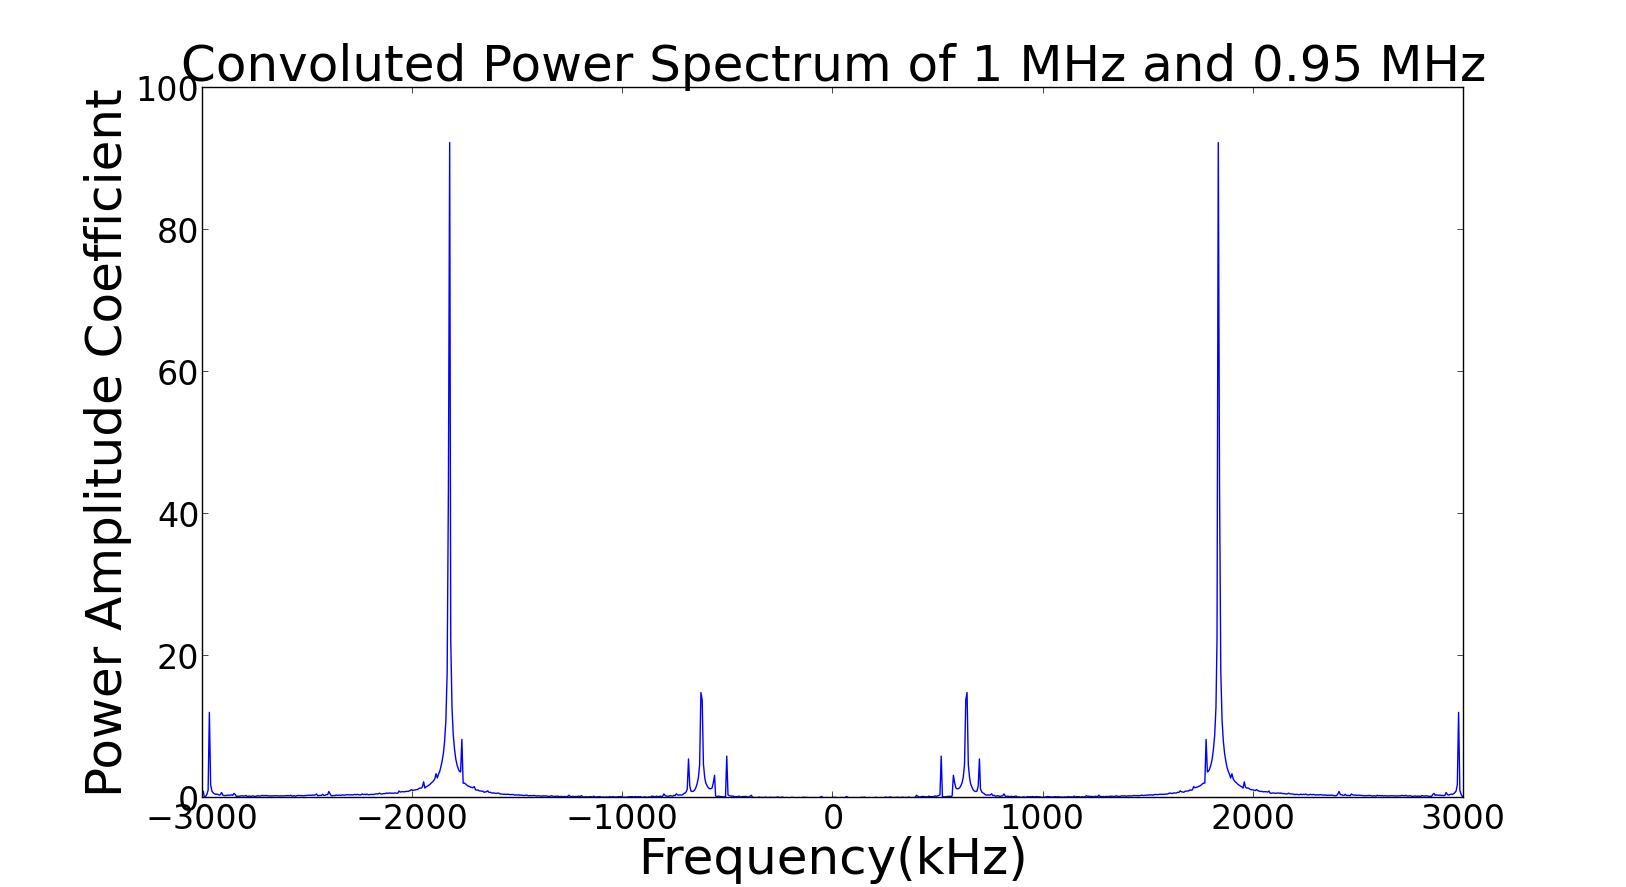 Convoluted Power Spectrum of 1 MHz and 0.95 MHz
Power Amplitude Coefficient
100
80
60
40
20
0
−3000 −2000 −1000 0 1000 2000 3000
Frequency(kHz)